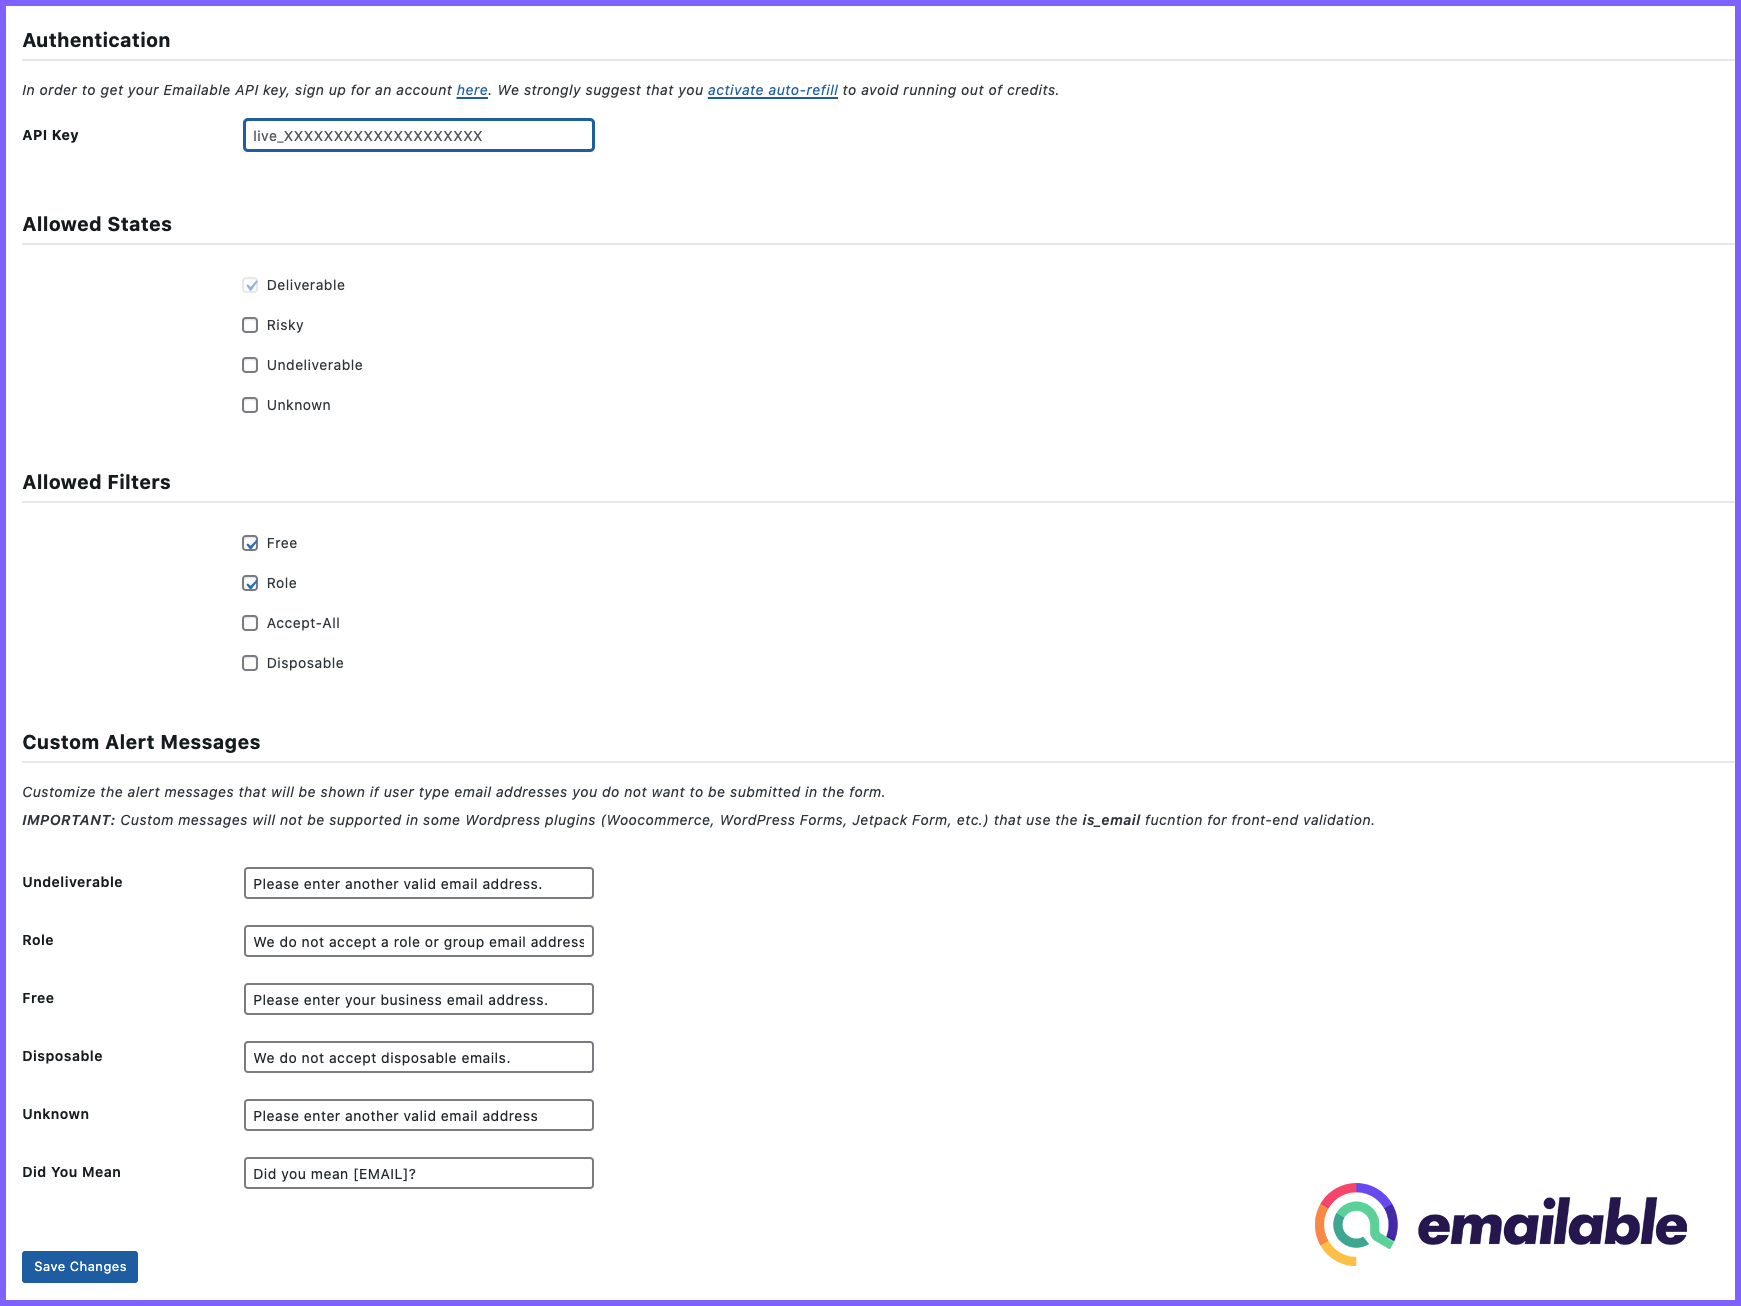 Authentication
In order to get your Emailable API key, sign up for an account here. We strongly suggest that you activate auto-refill to avoid running out of credits.
API Key live_XXXXXXXXXXXXXXXXXXXX
Allowed States
Deliverable
Risky
Undeliverable
Unknown
Allowed Filters
Free
Role
Accept-All
Disposable
Custom Alert Messages
Customize the alert messages that will be shown if user type email addresses you do not want to be submitted in the form.
IMPORTANT: Custom messages will not be supported in some Wordpress plugins (Woocommerce, WordPress Forms, Jetpack Form, etc.) that use the is_email fucntion for front-end validation.
Undeliverable Please enter another valid email address.
Role We do not accept a role or group email address
Free Please enter your business email address.
Disposable We do not accept disposable emails.
Unknown Please enter another valid email address
Did You Mean Did you mean [EMAIL]?
emailable
Save Changes